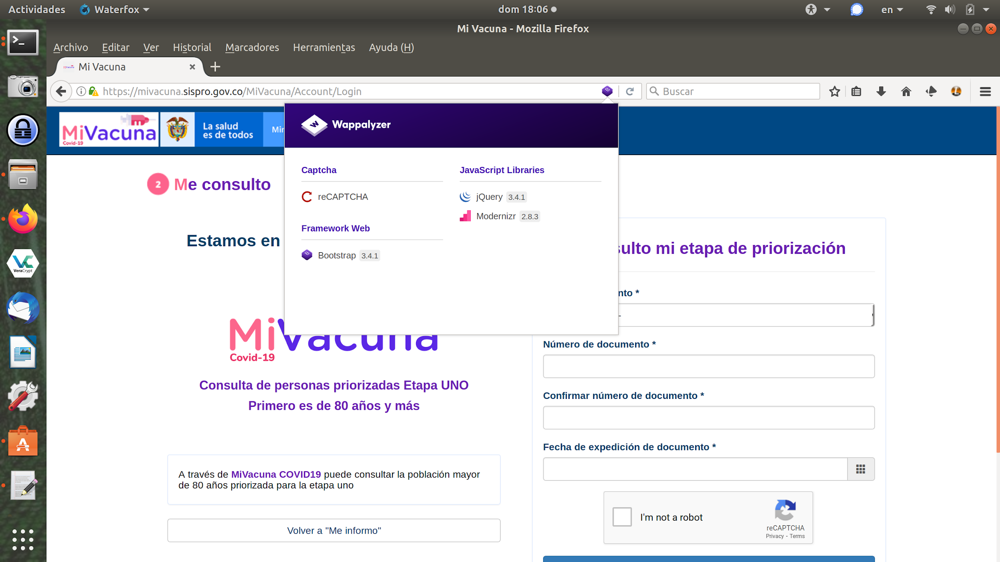 Actividades
Waterfox
dom 18:06
en
Mi Vacuna - Mozilla Firefox
Archivo Editar Ver Historial Marcadores Herramientas Ayuda (H)
Mi Vacuna
https://mivacuna.sispro.gov.co/MiVacuna/Account/Login
Buscar
MiVacuna
Covid-19
La salud
es de todos
Wappalyzer
Captcha
reCAPTCHA
Framework Web
Bootstrap 3.4.1
JavaScript Libraries
jQuery 3.4.1
Modernizr 2.8.3
2 Me consulto
Estamos en
MiVacuna
Covid-19
Consulta de personas priorizadas Etapa UNO
Primero es de 80 años y más
A través de MiVacuna COVID19 puede consultar la población mayor
de 80 años priorizada para la etapa uno
Volver a "Me informo"
sulto mi etapa de priorización
nto *
Número de documento *
Confirmar número de documento *
Fecha de expedición de documento *
I'm not a robot
reCAPTCHA
Privacy - Terms
VC
VeraCrypt